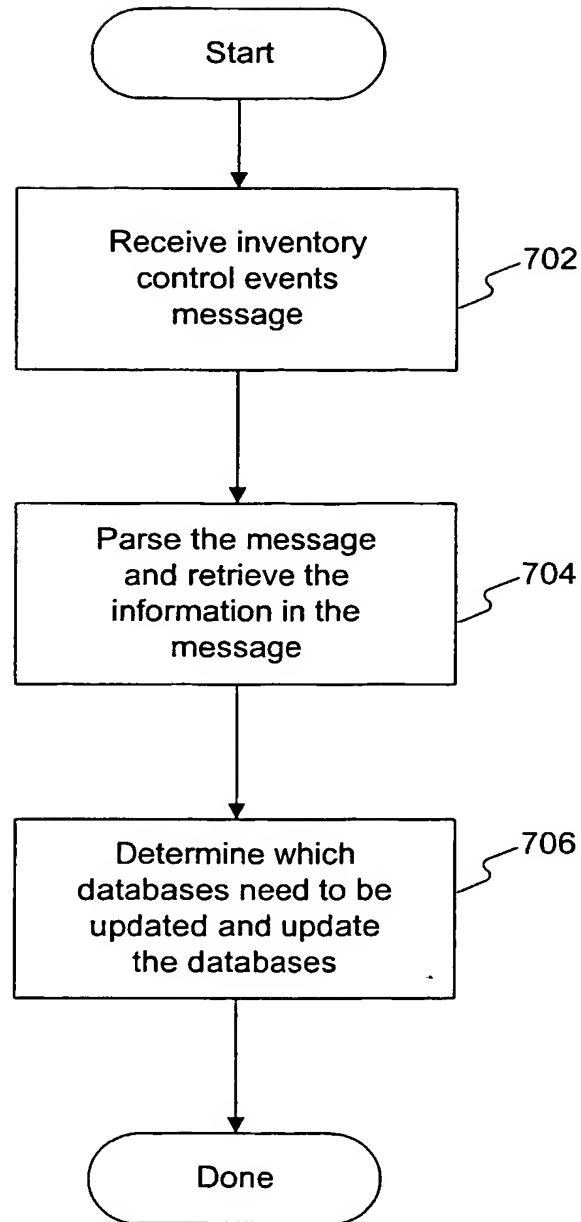 Start
Receive inventory
control events
message
702
Parse the message
and retrieve the
information in the
message
704
Determine which
databases need to be
updated and update
the databases
706
Done